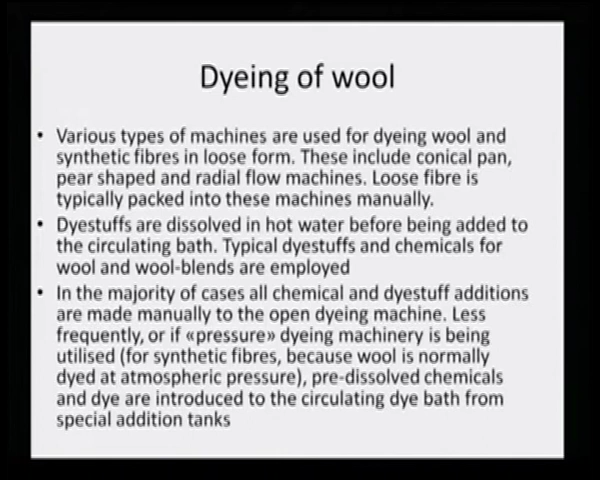 Dyeing of wool
• Various types of machines are used for dyeing wool and
synthetic fibres in loose form. These include conical pan,
pear shaped and radial flow machines. Loose fibre is
typically packed into these machines manually.
• Dyestuffs are dissolved in hot water before being added to
the circulating bath. Typical dyestuffs and chemicals for
wool and wool-blends are employed
• In the majority of cases all chemical and dyestuff additions
are made manually to the open dyeing machine. Less
frequently, or if «pressure» dyeing machinery is being
utilised (for synthetic fibres, because wool is normally
dyed at atmospheric pressure), pre-dissolved chemicals
and dye are introduced to the circulating dye bath from
special addition tanks